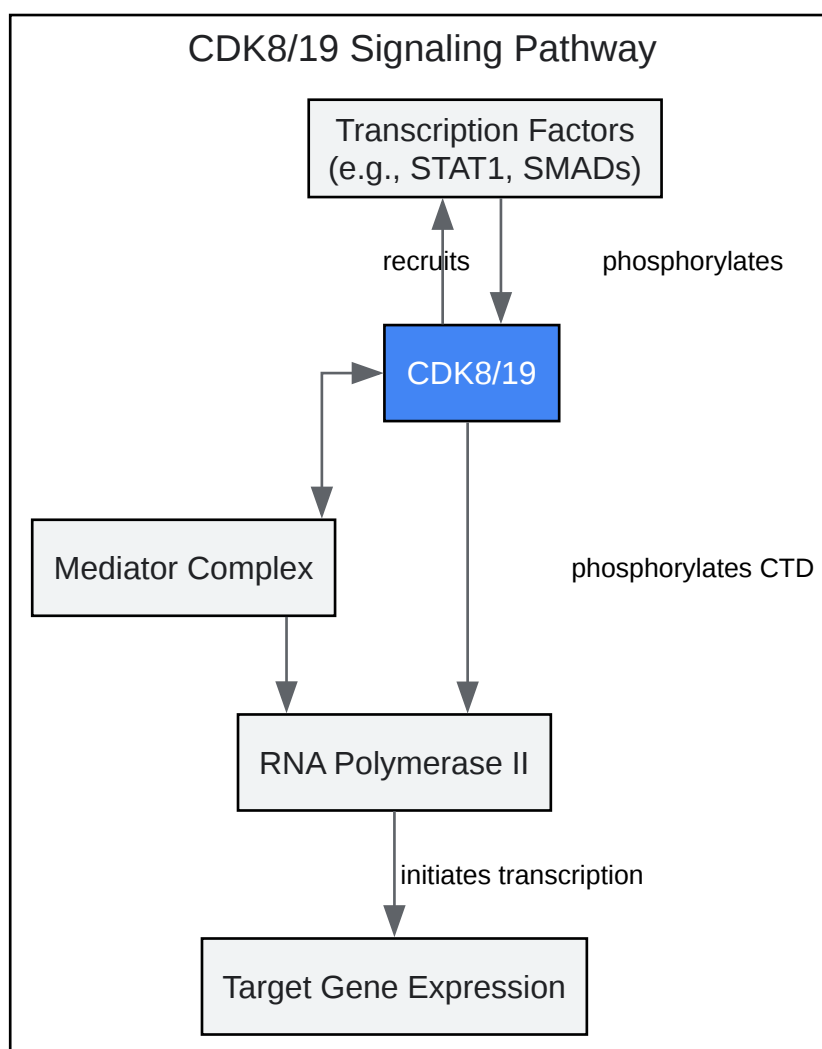 CDK8/19 Signaling Pathway
Transcription Factors
(e.g., STAT1, SMADs)
recruits
phosphorylates
CDK8/19
Mediator Complex
phosphorylates CTD
RNA Polymerase II
initiates transcription
Target Gene Expression